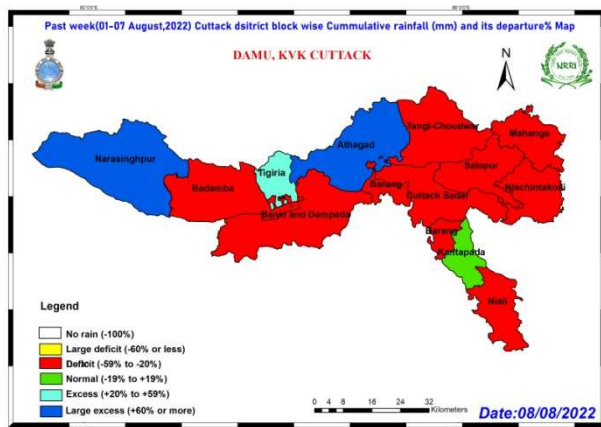 Past week(01-07 August,2022) Cuttack dsitrict block wise Cummulative rainfall (mm) and its departure% Map
DAMU, KVK CUTTACK
N
NRRI
Tangi-Choudwar
Mahanga
Athagad
Narasinghpur
Salepur
Tigiria
Badamba
Barang
Nischintakoili
Cuttack Sadar
Banki and Dampada
Barang
Kantapada
Niali
Legend
No rain (-100%)
Large deficit (-60% or less)
Deficit (-59% to -20%)
Normal (-19% to +19%)
Excess (+20% to +59%)
Large excess (+60% or more)
0 4 8 16 24 32
Kilometers
Date:08/08/2022